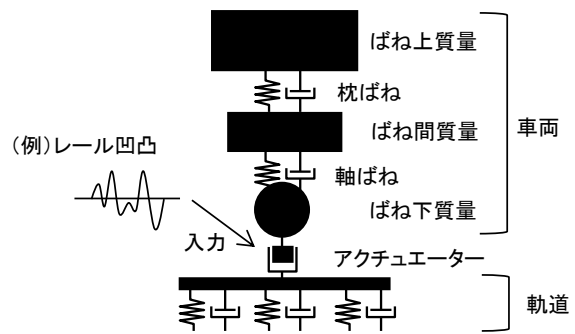 ばね上質量
枕ばね
ばね間質量
車両
(例)レール凹凸
軸ばね
ばね下質量
入力
アクチュエーター
軌道